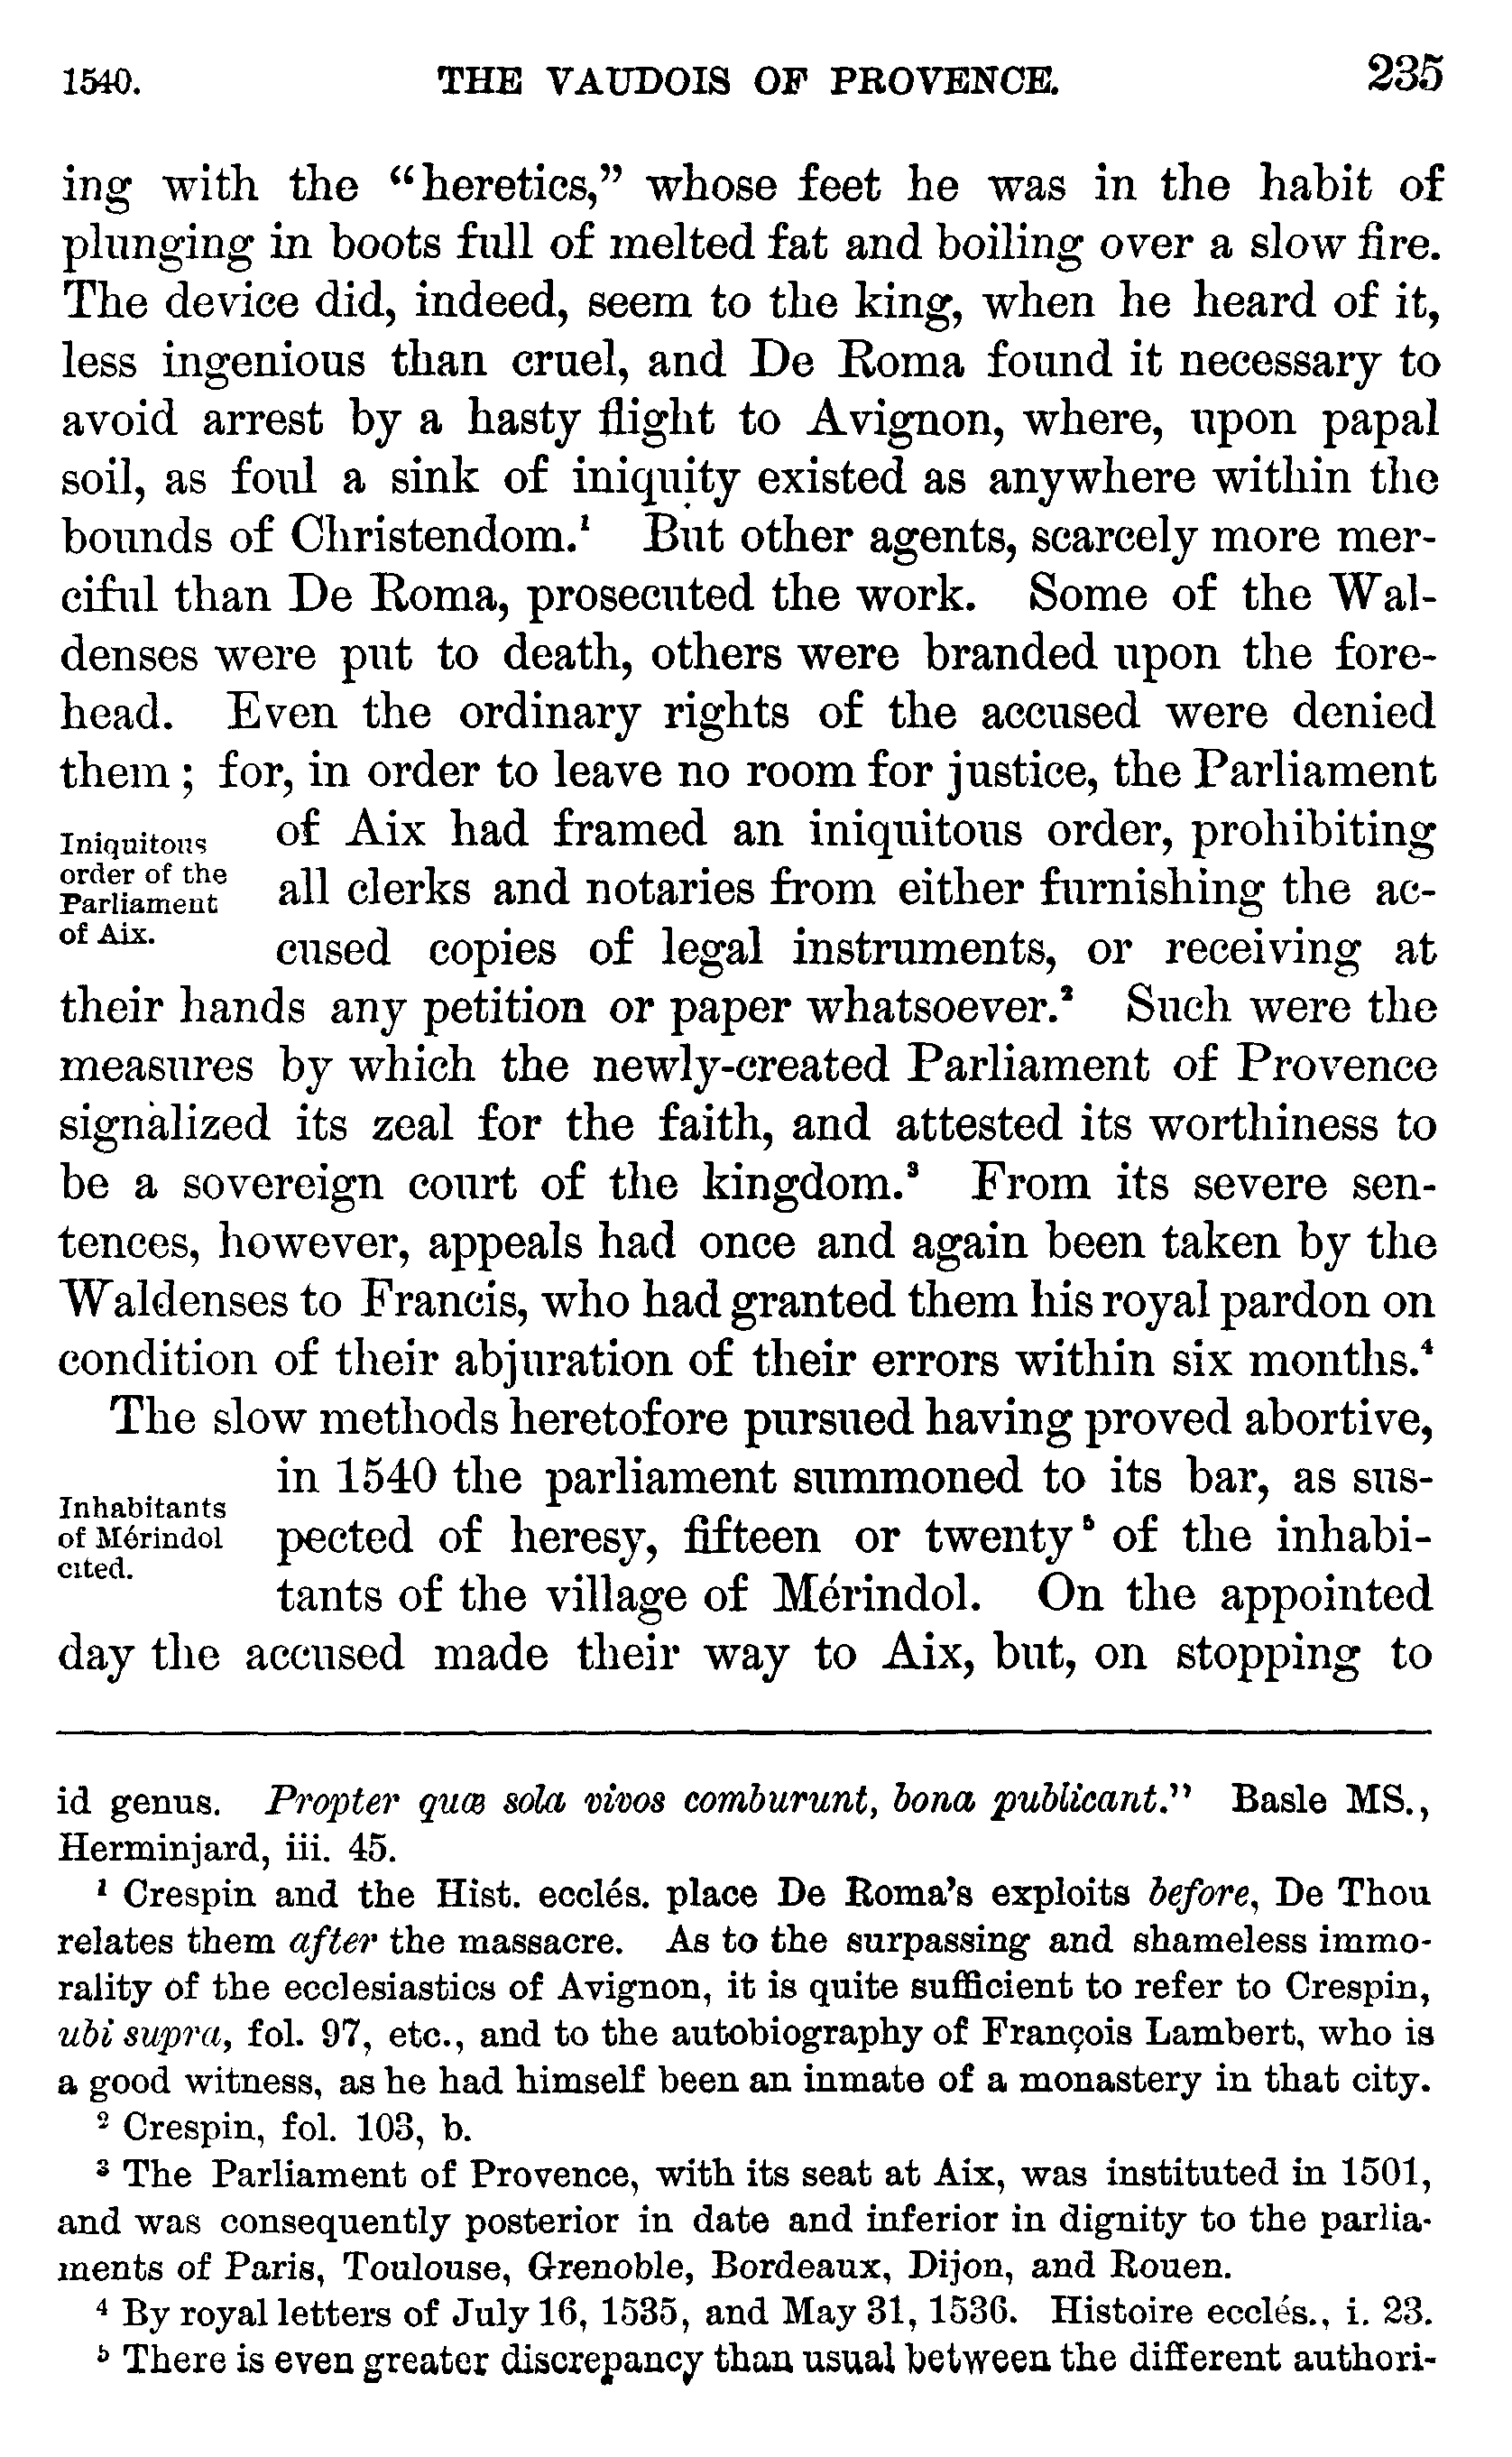 1540. THE VAUDOIS OF PROVENCE. 235
ing with the “heretics,” whose feet he was in the habit of
plunging in boots full of melted fat and boiling over a slow fire.
The device did, indeed, seem to the king, when he heard of it,
less ingenious than cruel, and De Roma found it necessary to
avoid arrest by a hasty flight to Avignon, where, upon papal
soil, as foul a sink of iniquity existed as anywhere within the
bounds of Christendom.¹ But other agents, scarcely more mer-
ciful than De Roma, prosecuted the work. Some of the Wal-
denses were put to death, others were branded upon the fore-
head. Even the ordinary rights of the accused were denied
them; for, in order to leave no room for justice, the Parliament
Iniquitous
order of the
Parliament
of Aix.
of Aix had framed an iniquitous order, prohibiting
all clerks and notaries from either furnishing the ac-
cused copies of legal instruments, or receiving at
their hands any petition or paper whatsoever.² Such were the
measures by which the newly-created Parliament of Provence
signalized its zeal for the faith, and attested its worthiness to
be a sovereign court of the kingdom.³ From its severe sen-
tences, however, appeals had once and again been taken by the
Waldenses to Francis, who had granted them his royal pardon on
condition of their abjuration of their errors within six months.⁴
The slow methods heretofore pursued having proved abortive,
Inhabitants
of Mérindol
cited.
in 1540 the parliament summoned to its bar, as sus-
pected of heresy, fifteen or twenty⁵ of the inhabi-
tants of the village of Mérindol. On the appointed
day the accused made their way to Aix, but, on stopping to
id genus. Propter quæ sola vivos comburunt, bona publicant.” Basle MS.,
Herminjard, iii. 45.
¹ Crespin and the Hist. ecclés. place De Roma’s exploits before, De Thou
relates them after the massacre. As to the surpassing and shameless immo-
rality of the ecclesiastics of Avignon, it is quite sufficient to refer to Crespin,
ubi supra, fol. 97, etc., and to the autobiography of François Lambert, who is
a good witness, as he had himself been an inmate of a monastery in that city.
² Crespin, fol. 103, b.
³ The Parliament of Provence, with its seat at Aix, was instituted in 1501,
and was consequently posterior in date and inferior in dignity to the parlia-
ments of Paris, Toulouse, Grenoble, Bordeaux, Dijon, and Rouen.
⁴ By royal letters of July 16, 1535, and May 31, 1536. Histoire ecclés., i. 23.
⁵ There is even greater discrepancy than usual between the different authori-